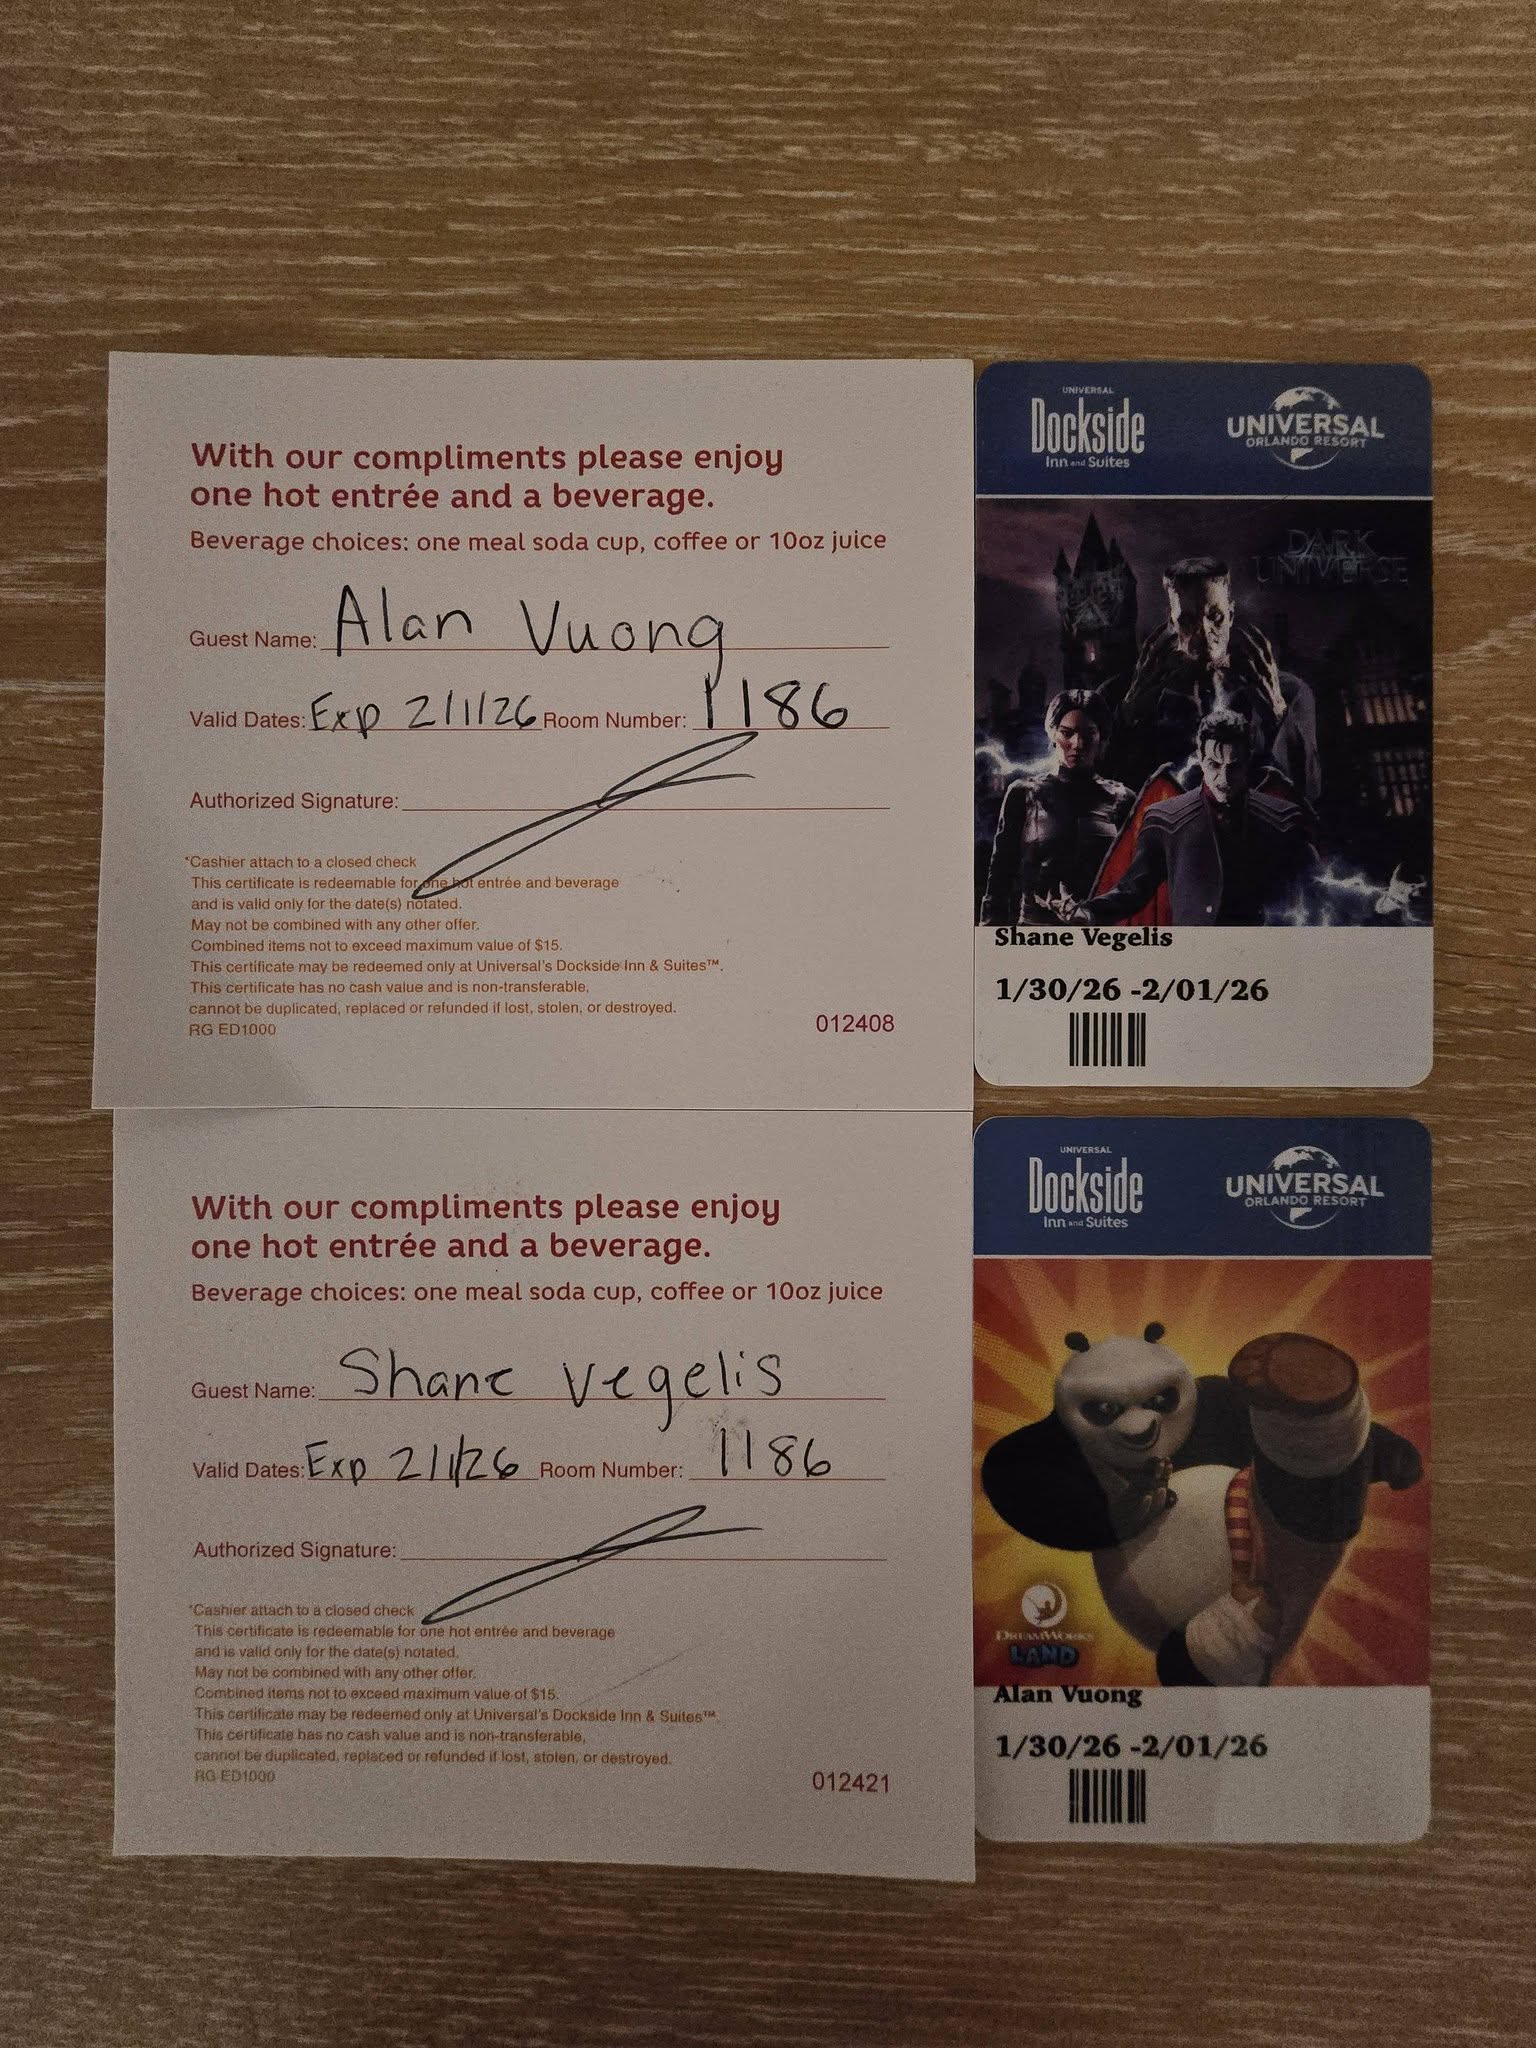 With our compliments please enjoy
one hot entrée and a beverage.
Beverage choices: one meal soda cup, coffee or 10oz juice
Guest Name: Alan Vuong
Valid Dates: Exp 2/1/26 Room Number: 1186
Authorized Signature:
*Cashier attach to a closed check
This certificate is redeemable for one hot entrée and beverage
and is valid only for the date(s) notated.
May not be combined with any other offer.
Combined items not to exceed maximum value of $15.
This certificate may be redeemed only at Universal's Dockside Inn & Suites™.
This certificate has no cash value and is non-transferable,
cannot be duplicated, replaced or refunded if lost, stolen, or destroyed.
RG ED1000
012408
UNIVERSAL
Dockside
Inn and Suites
UNIVERSAL
ORLANDO RESORT
DARK
UNIVERSE
Shane Vegelis
1/30/26 -2/01/26
With our compliments please enjoy
one hot entrée and a beverage.
Beverage choices: one meal soda cup, coffee or 10oz juice
Guest Name: Shane Vegelis
Valid Dates: Exp 2/1/26 Room Number: 1186
Authorized Signature:
*Cashier attach to a closed check
This certificate is redeemable for one hot entrée and beverage
and is valid only for the date(s) notated.
May not be combined with any other offer.
Combined items not to exceed maximum value of $15.
This certificate may be redeemed only at Universal's Dockside Inn & Suites™.
This certificate has no cash value and is non-transferable,
cannot be duplicated, replaced or refunded if lost, stolen, or destroyed.
RG ED1000
012421
UNIVERSAL
Dockside
Inn and Suites
UNIVERSAL
ORLANDO RESORT
DREAMWORKS
LAND
Alan Vuong
1/30/26 -2/01/26